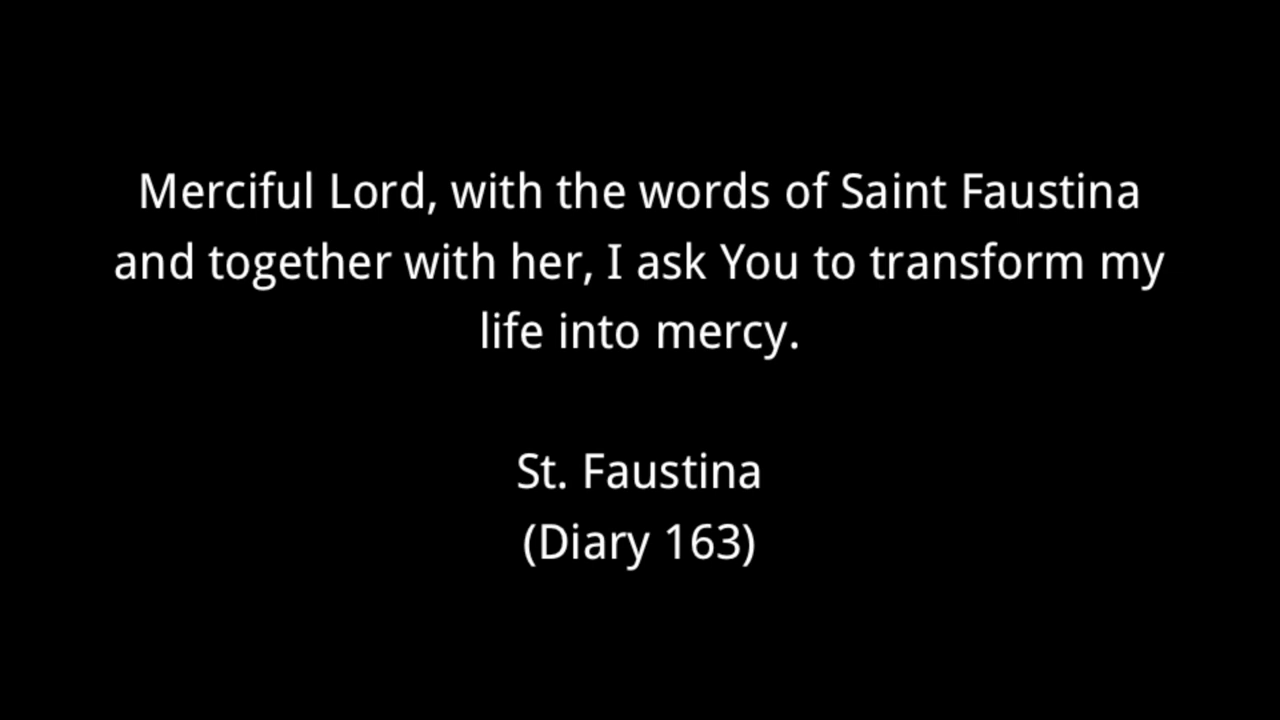 Merciful Lord, with the words of Saint Faustina
and together with her, I ask You to transform my
life into mercy.
St. Faustina
(Diary 163)